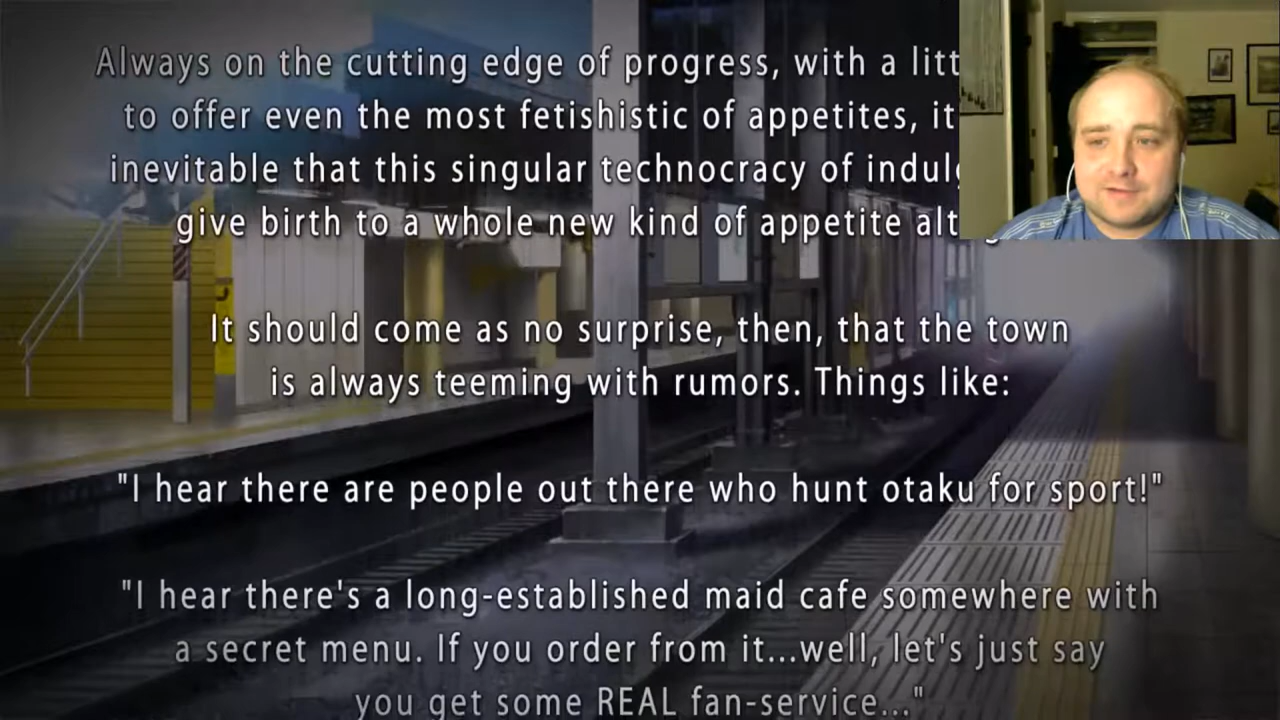 Always on the cutting edge of progress, with a
to offer even the most fetishistic of appetites, it
inevitable that this singular technocracy of
give birth to a whole new kind of appetite
It should come as no surprise, then, that the town
is always teeming with rumors. Things like:
"I hear there are people out there who hunt otaku for sport!"
"I hear there's a long-established maid cafe somewhere with
a secret menu. If you order from it...well, let's just say
you get some REAL fan-service..."